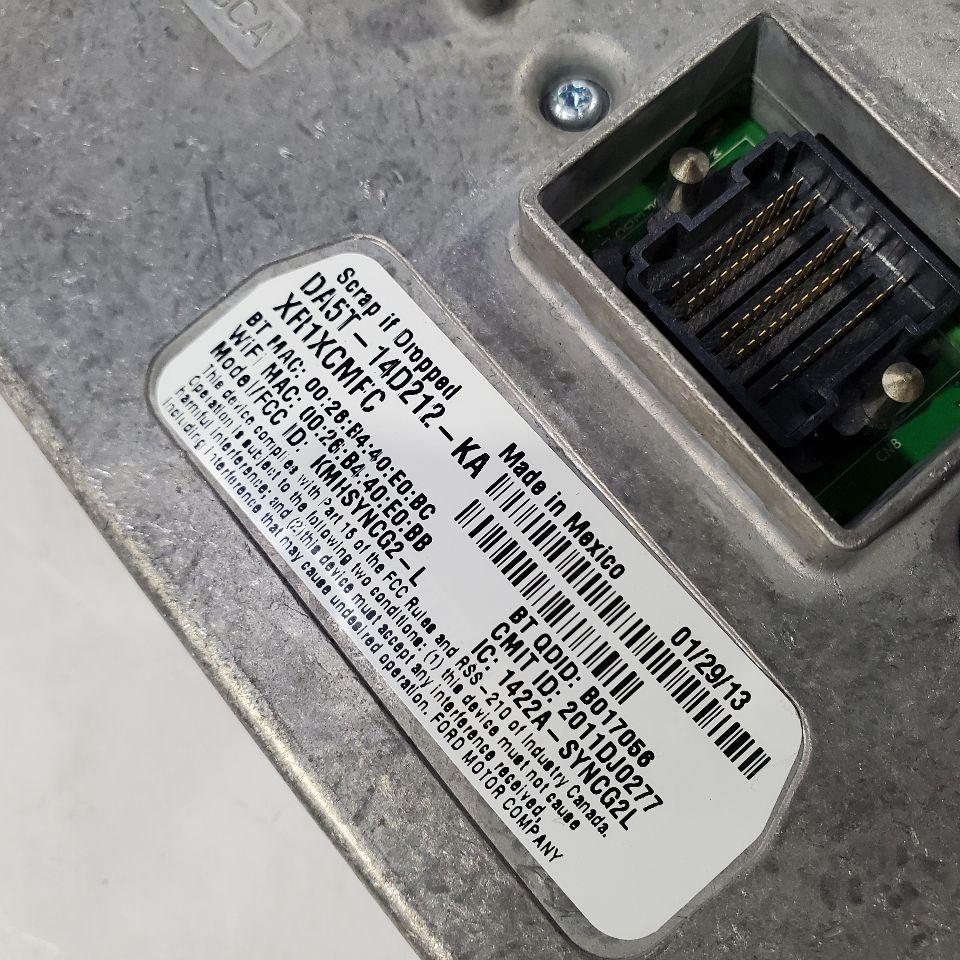 Scrap if Dropped
Made in Mexico
01/29/13
DA5T-14D212-KA
XH1XCMFC
BT MAC: 00:26:B4:40:E0:BC
WiFi MAC: 00:26:B4:40:E0:BB
Model/FCC ID: KMHSYNCG2-L
BT QDID: B017056
CMIT ID: 2011DJ0277
IC: 1422A-SYNCG2L
This device complies with Part 15 of the FCC Rules and RSS-210 of Industry Canada.
Operation is subject to the following two conditions: (1) this device must not cause
harmful interference, and (2)this device must accept any interference received,
including interference that may cause undesired operation. FORD MOTOR COMPANY
CN8